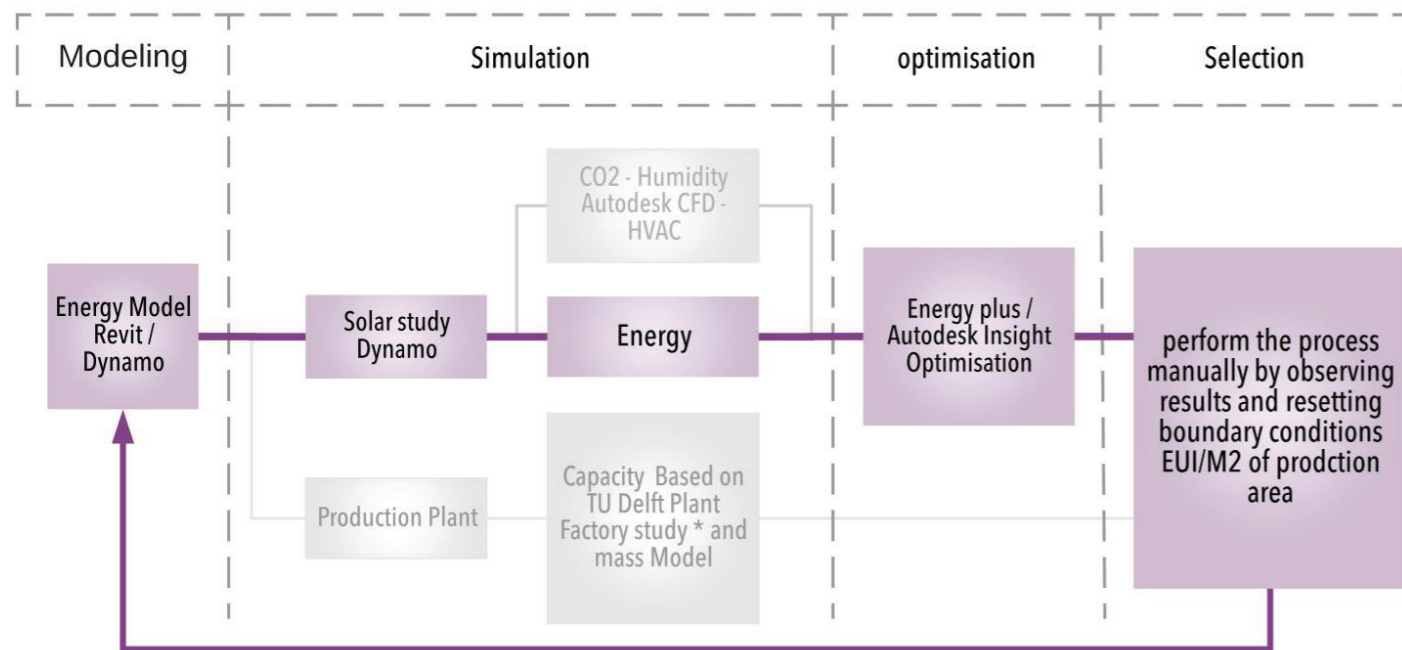 Modeling
Simulation
optimisation
Selection
CO2 - Humidity
Autodesk CFD -
HVAC
Energy Model
Revit /
Dynamo
Solar study
Dynamo
Energy
Energy plus /
Autodesk Insight
Optimisation
perform the process
manually by observing
results and resetting
boundary conditions
EUI/M2 of prodction
area
Production Plant
Capacity Based on
TU Delft Plant
Factory study * and
mass Model